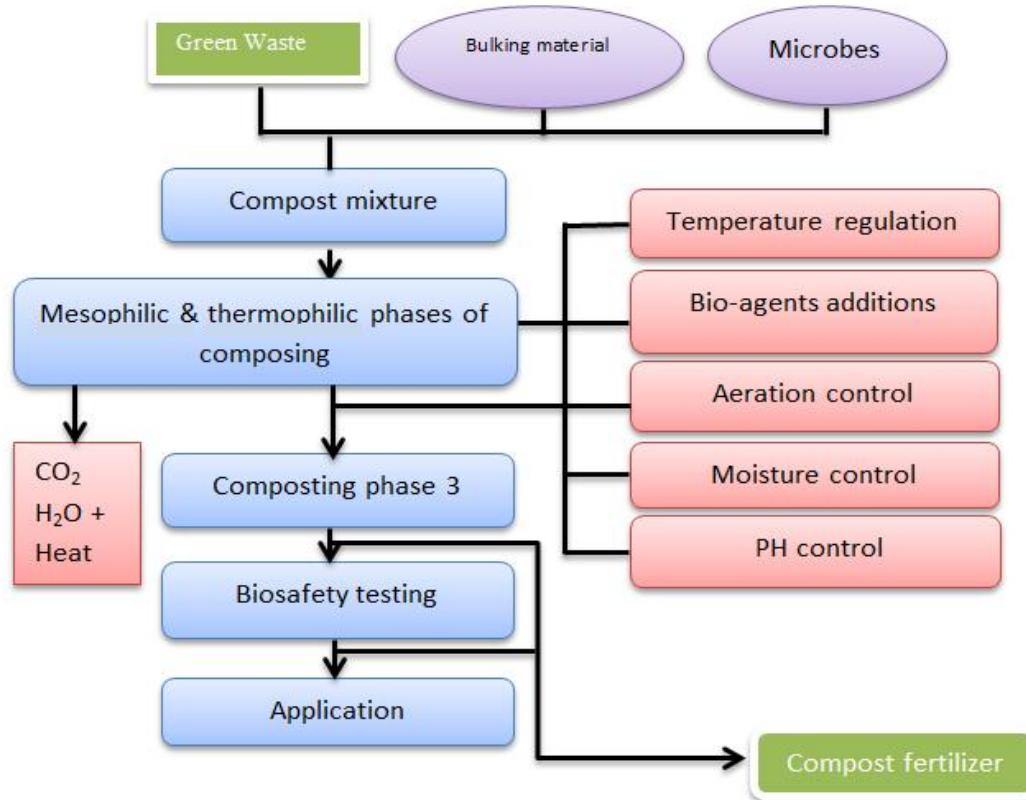 Green Waste
Bulking material
Microbes
Compost mixture
Temperature regulation
Mesophilic & thermophilic phases of
composing
Bio-agents additions
Aeration control
CO₂
H₂O +
Heat
Composting phase 3
Moisture control
PH control
Biosafety testing
Application
Compost fertilizer